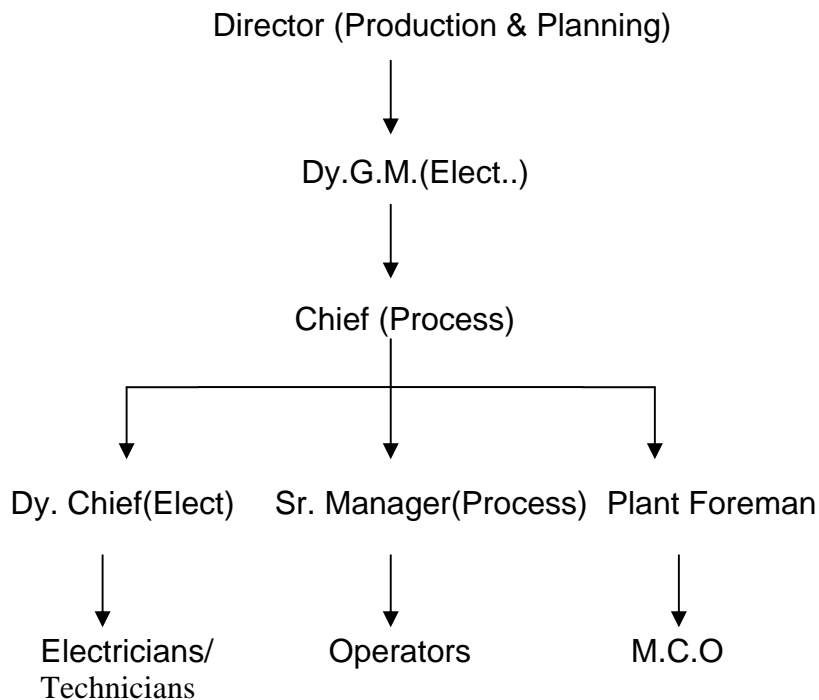 Director (Production & Planning)
Dy.G.M.(Elect..)
Chief (Process)
Dy. Chief(Elect) Sr. Manager(Process) Plant Foreman
Electricians/ Operators M.C.O
Technicians